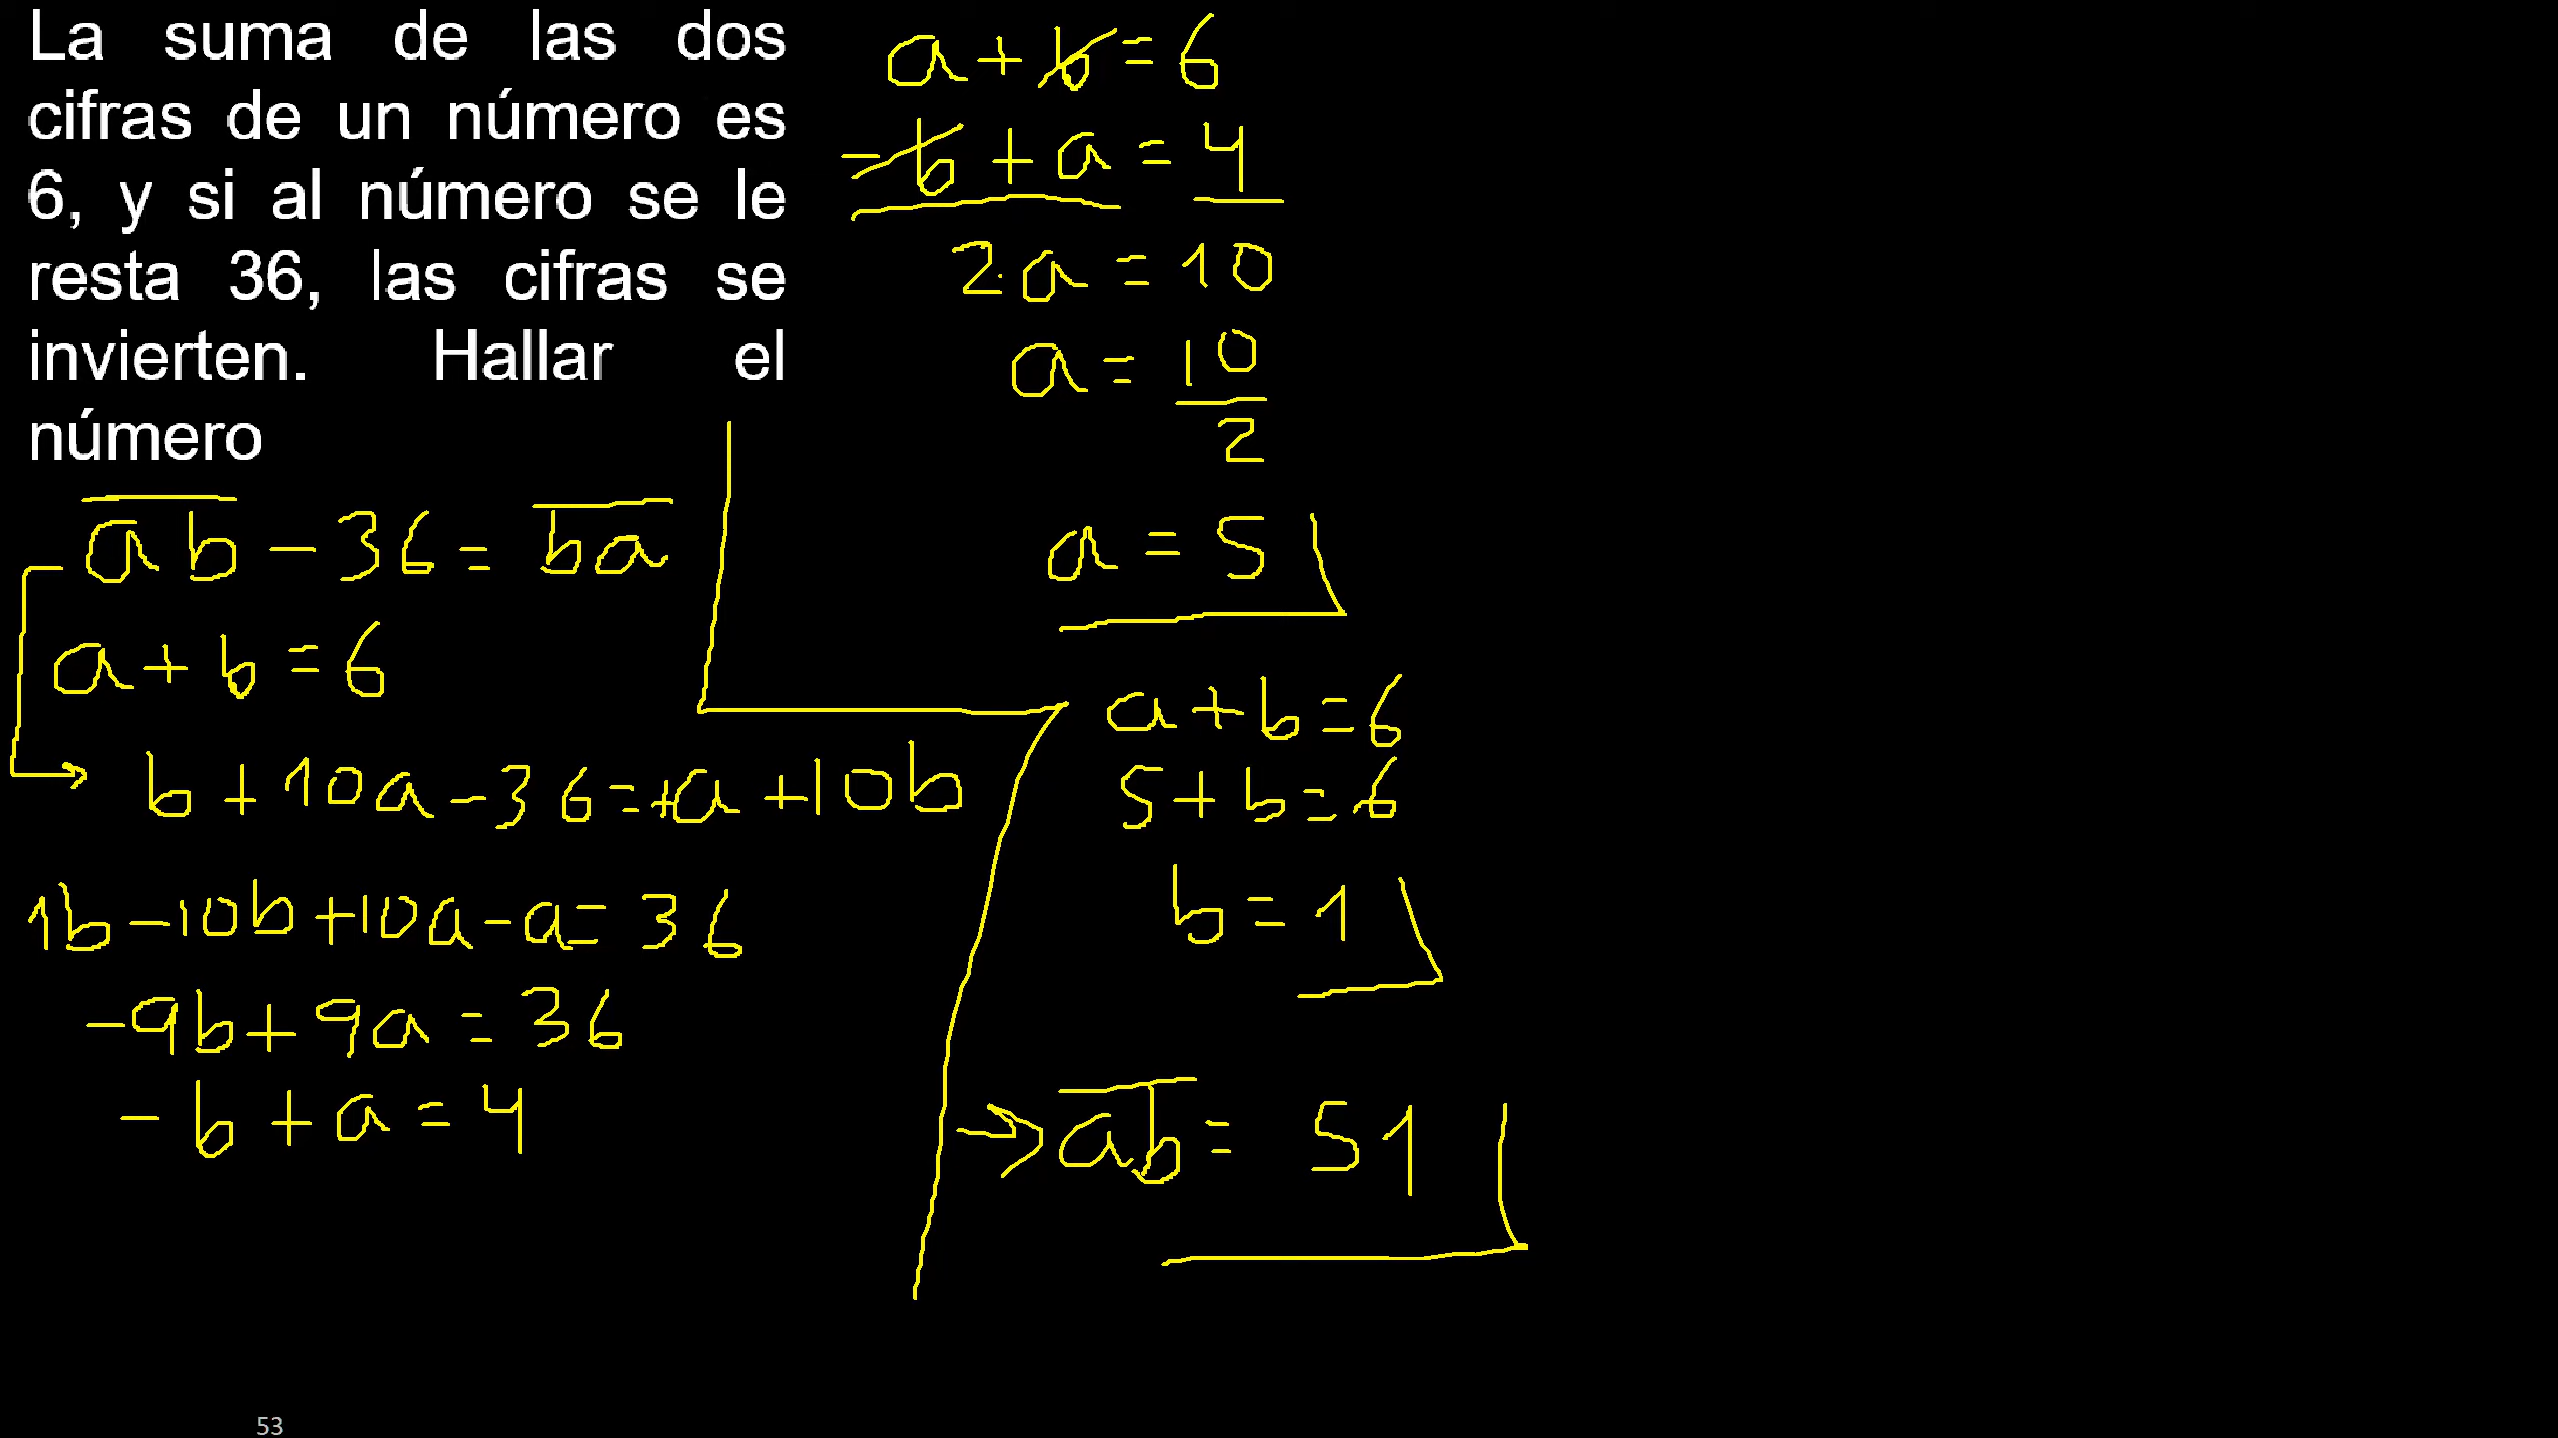 La suma de las dos
cifras de un número es
6, y si al número se le
resta 36, las cifras se
invierten. Hallar el
número
ab - 36 = ba
a + b = 6
b + 10a - 36 = +a + 10b
1b - 10b + 10a - a = 36
-9b + 9a = 36
-b + a = 4
a + b = 6
-b + a = 4
2a = 10
a = 10
2
a = 5
a + b = 6
5 + b = 6
b = 1
→ ab = 51
53